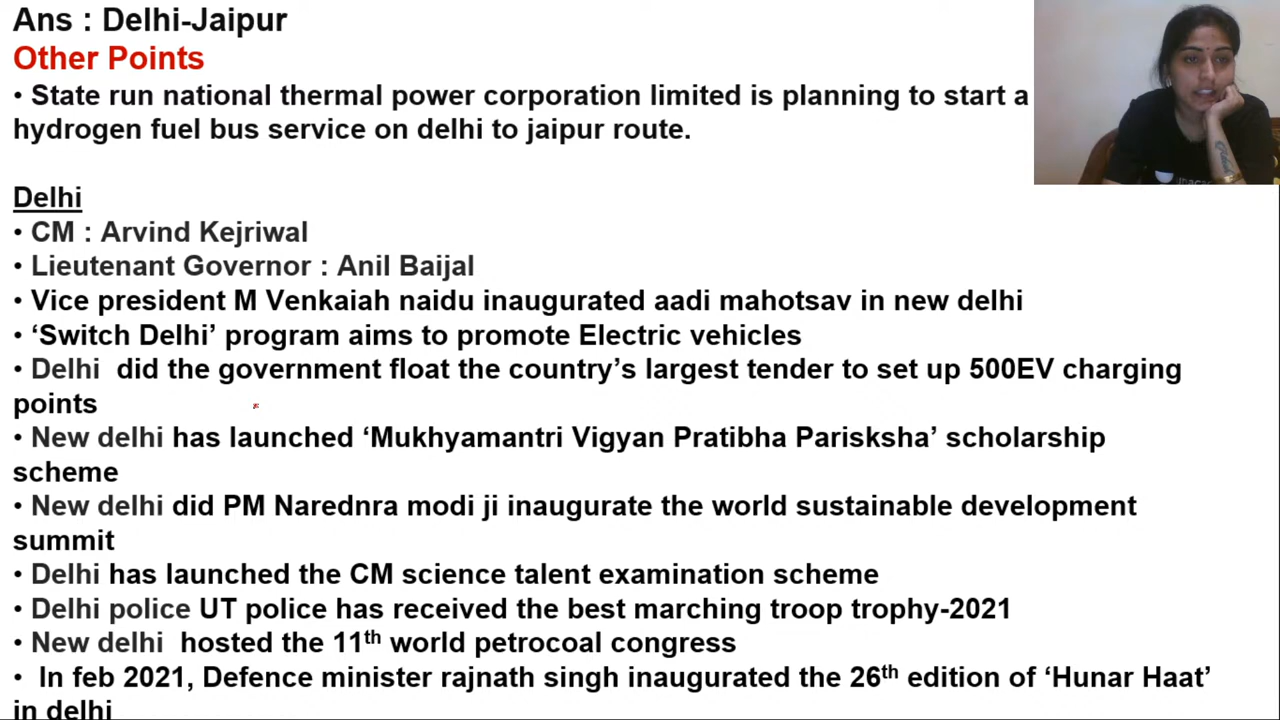 Ans : Delhi-Jaipur
Other Points
• State run national thermal power corporation limited is planning to start a
hydrogen fuel bus service on delhi to jaipur route.
Delhi
• CM : Arvind Kejriwal
• Lieutenant Governor : Anil Baijal
• Vice president M Venkaiah naidu inaugurated aadi mahotsav in new delhi
• ‘Switch Delhi’ program aims to promote Electric vehicles
• Delhi did the government float the country’s largest tender to set up 500EV charging
points
• New delhi has launched ‘Mukhyamantri Vigyan Pratibha Parisksha’ scholarship
scheme
• New delhi did PM Narednra modi ji inaugurate the world sustainable development
summit
• Delhi has launched the CM science talent examination scheme
• Delhi police UT police has received the best marching troop trophy-2021
• New delhi hosted the 11th world petrocoal congress
• In feb 2021, Defence minister rajnath singh inaugurated the 26th edition of ‘Hunar Haat’
in delhi